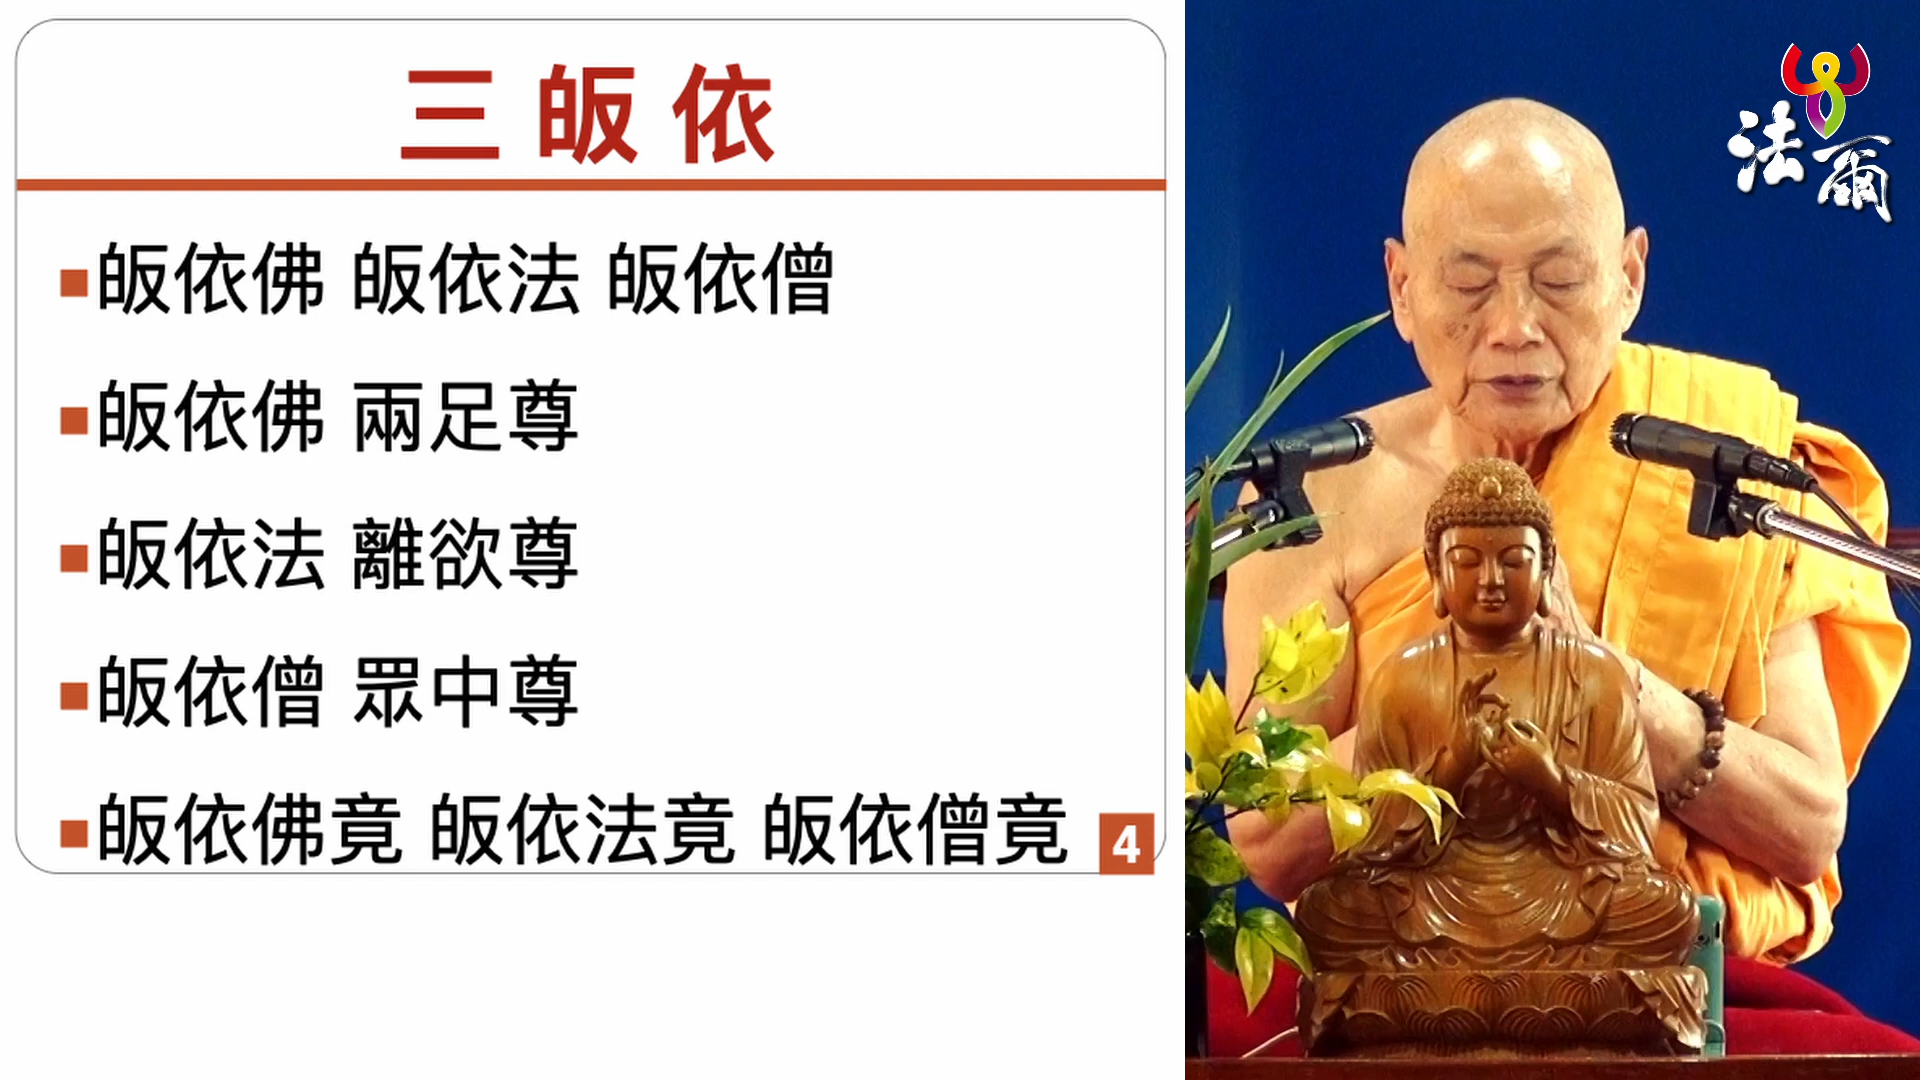 三皈依
皈依佛 皈依法 皈依僧
皈依佛 兩足尊
皈依法 離欲尊
皈依僧 眾中尊
皈依佛竟 皈依法竟 皈依僧竟
4
法爾